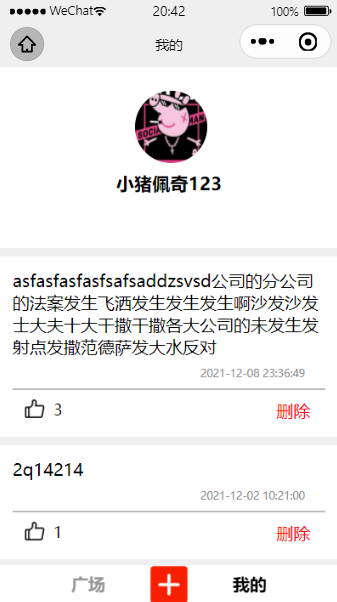 WeChat 20:42 100%
我的
SOCIAL MAN
小猪佩奇123
asfasfasfasfsafsaddzsvsd公司的分公司
的法案发生飞洒发生发生发生啊沙发沙发
士大夫十大干撒干撒各大公司的未发生发
射点发撒范德萨发大水反对
2021-12-08 23:36:49
3 删除
2q14214
2021-12-02 10:21:00
1 删除
广场 我的